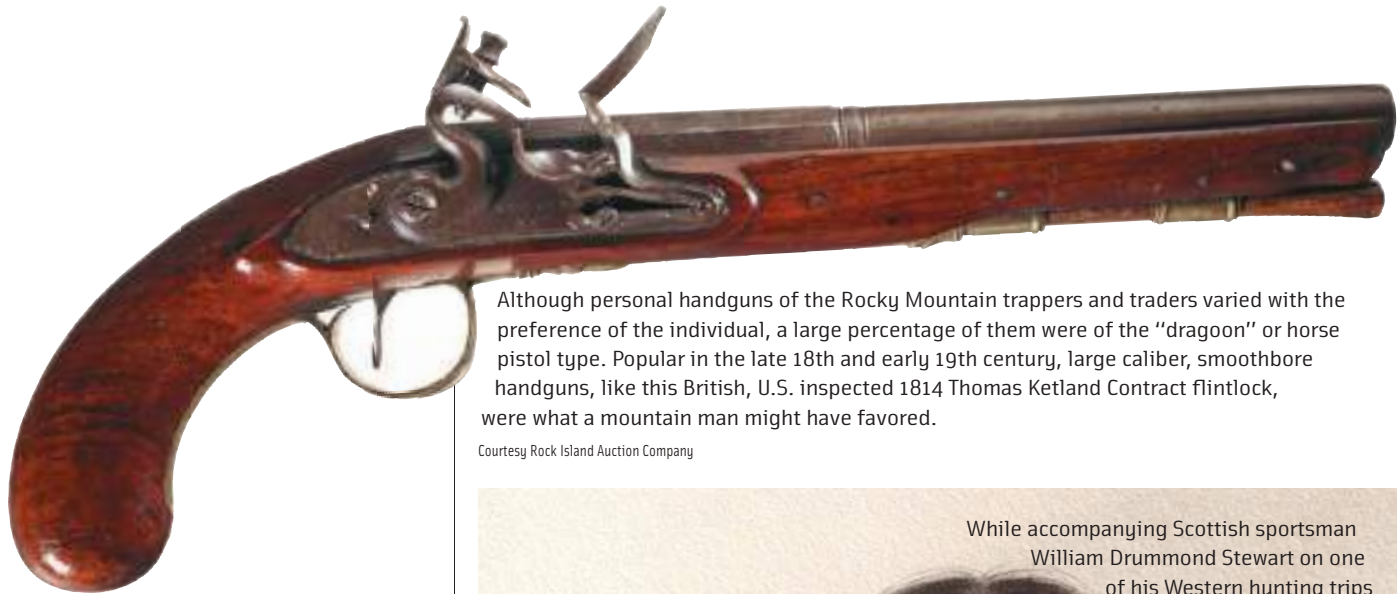 Although personal handguns of the Rocky Mountain trappers and traders varied with the
preference of the individual, a large percentage of them were of the "dragoon" or horse
pistol type. Popular in the late 18th and early 19th century, large caliber, smoothbore
handguns, like this British, U.S. inspected 1814 Thomas Ketland Contract flintlock,
were what a mountain man might have favored.
Courtesy Rock Island Auction Company
While accompanying Scottish sportsman
William Drummond Stewart on one
of his Western hunting trips